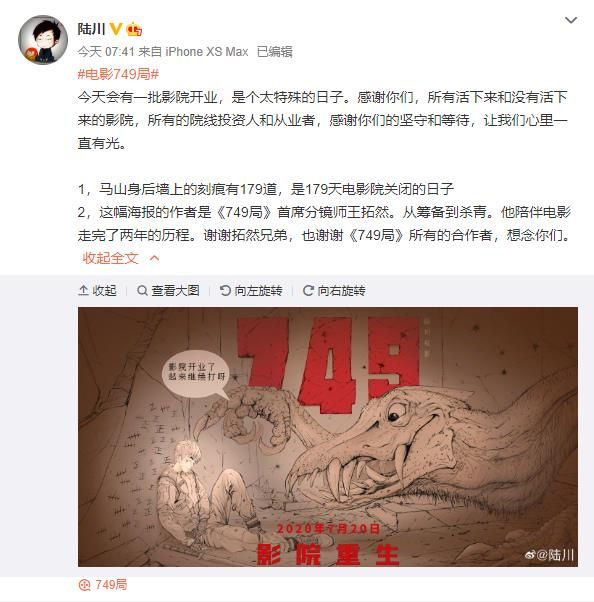 陆川
今天 07:41 来自 iPhone XS Max 已编辑
#电影749局#
今天会有一批影院开业，是个太特殊的日子。感谢你们，所有活下来和没有活下
来的影院，所有的院线投资人和从业者，感谢你们的坚守和等待，让我们心里一
直有光。
1，马山身后墙上的刻痕有179道，是179天电影院关闭的日子
2，这幅海报的作者是《749局》首席分镜师王拓然。从筹备到杀青。他陪伴电影
走完了两年的历程。谢谢拓然兄弟，也谢谢《749局》所有的合作者，想念你们。
收起全文
收起 查看大图 向左旋转 向右旋转
749
陆川电影
影院开业了
起来继续打呀
正
正
正
2020年7月20日
影院重生
@陆川
749局